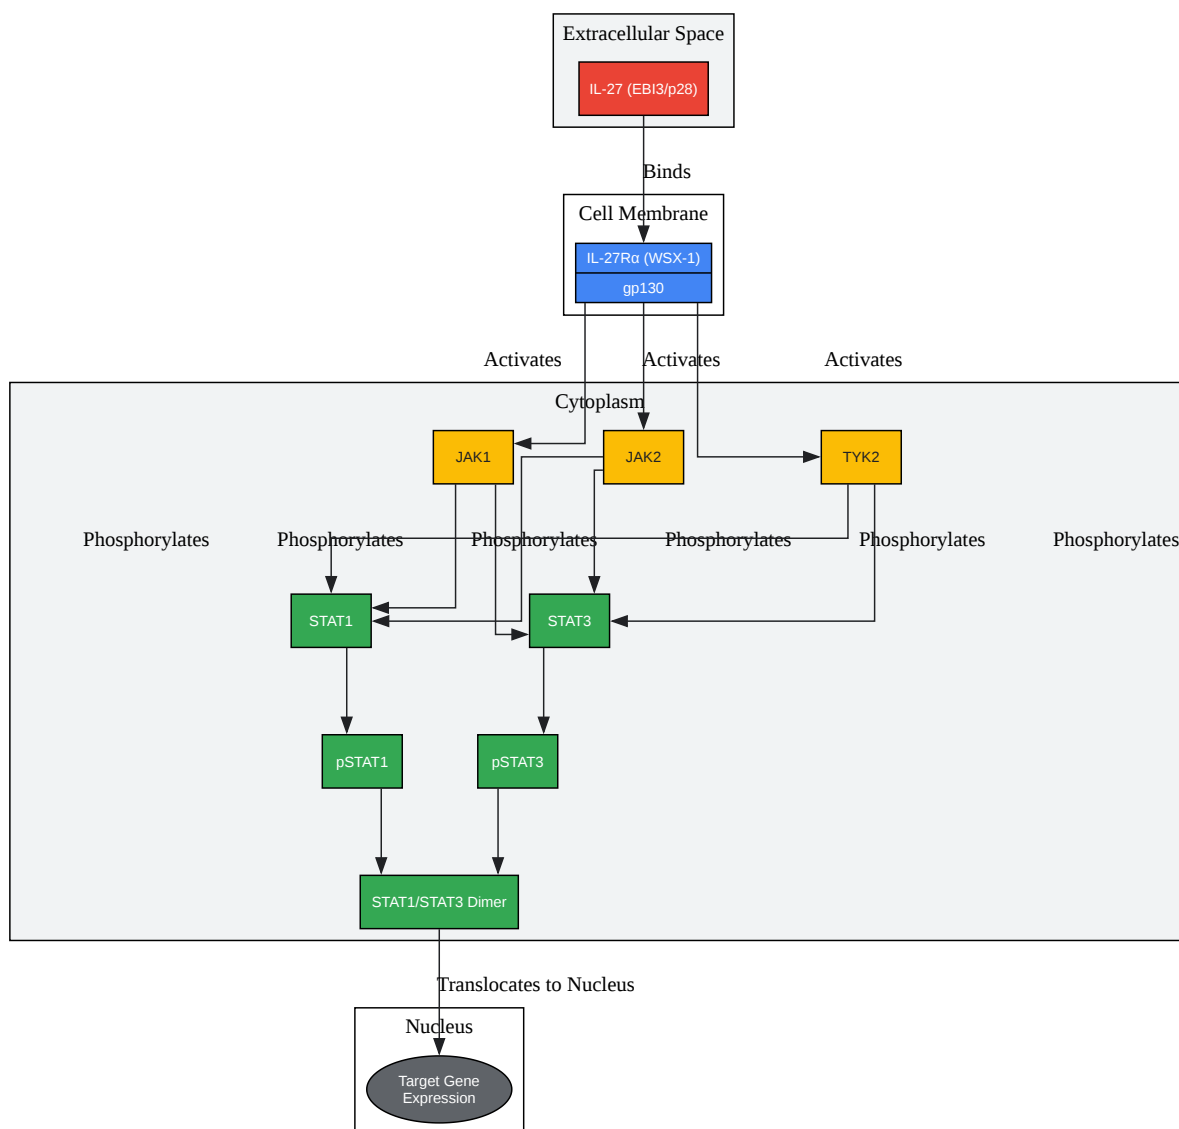 Extracellular Space
IL-27 (EBI3/p28)
Binds
Cell Membrane
IL-27Rα (WSX-1)
gp130
Activates
Activates
Activates
Cytoplasm
JAK1
JAK2
TYK2
Phosphorylates
Phosphorylates
Phosphorylates
Phosphorylates
Phosphorylates
Phosphorylates
STAT1
STAT3
pSTAT1
pSTAT3
STAT1/STAT3 Dimer
Translocates to Nucleus
Nucleus
Target Gene
Expression